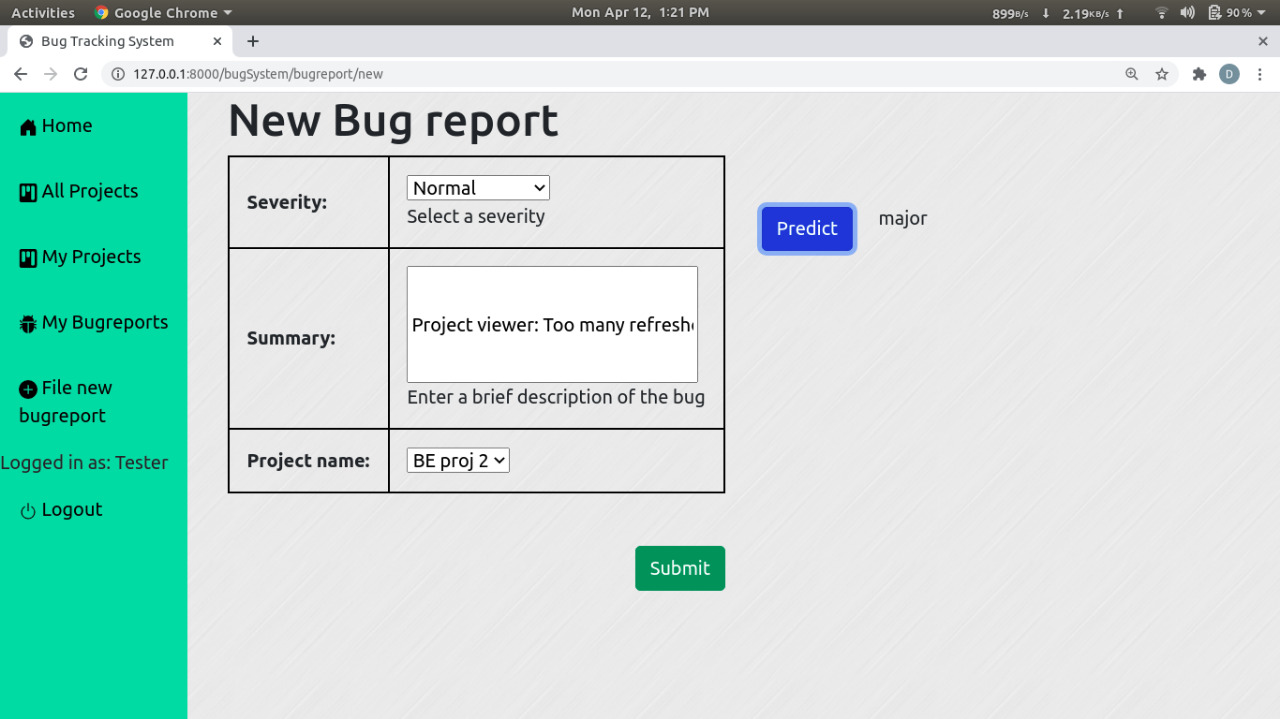 Activities Google Chrome Mon Apr 12, 1:21 PM 899B/s ↓ 2.19KB/s ↑ 90 %
Bug Tracking System
127.0.0.1:8000/bugSystem/bugreport/new
D
Home
All Projects
My Projects
My Bugreports
File new
bugreport
Logged in as: Tester
Logout
New Bug report
Severity:
Normal
Select a severity
Summary:
Project viewer: Too many refresh
Enter a brief description of the bug
Project name:
BE proj 2
Predict
major
Submit